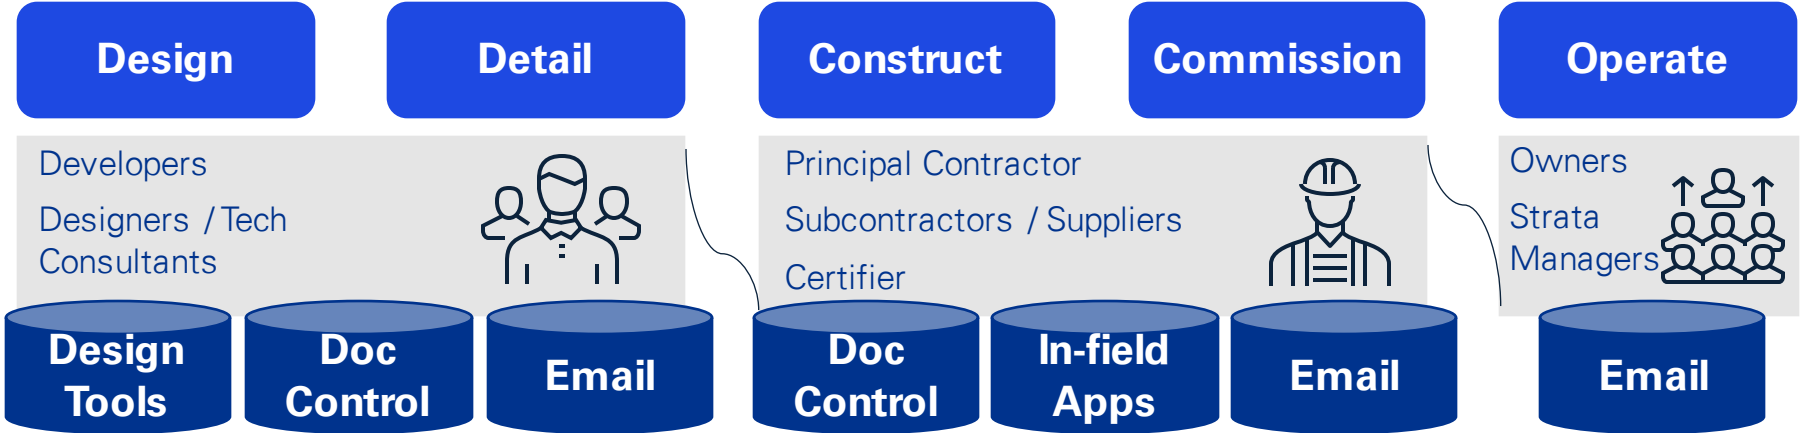 Design
Detail
Construct
Commission
Operate
Developers
Designers / Tech
Consultants
Principal Contractor
Subcontractors / Suppliers
Certifier
Owners
Strata
Managers
Design
Tools
Doc
Control
Email
Doc
Control
In-field
Apps
Email
Email